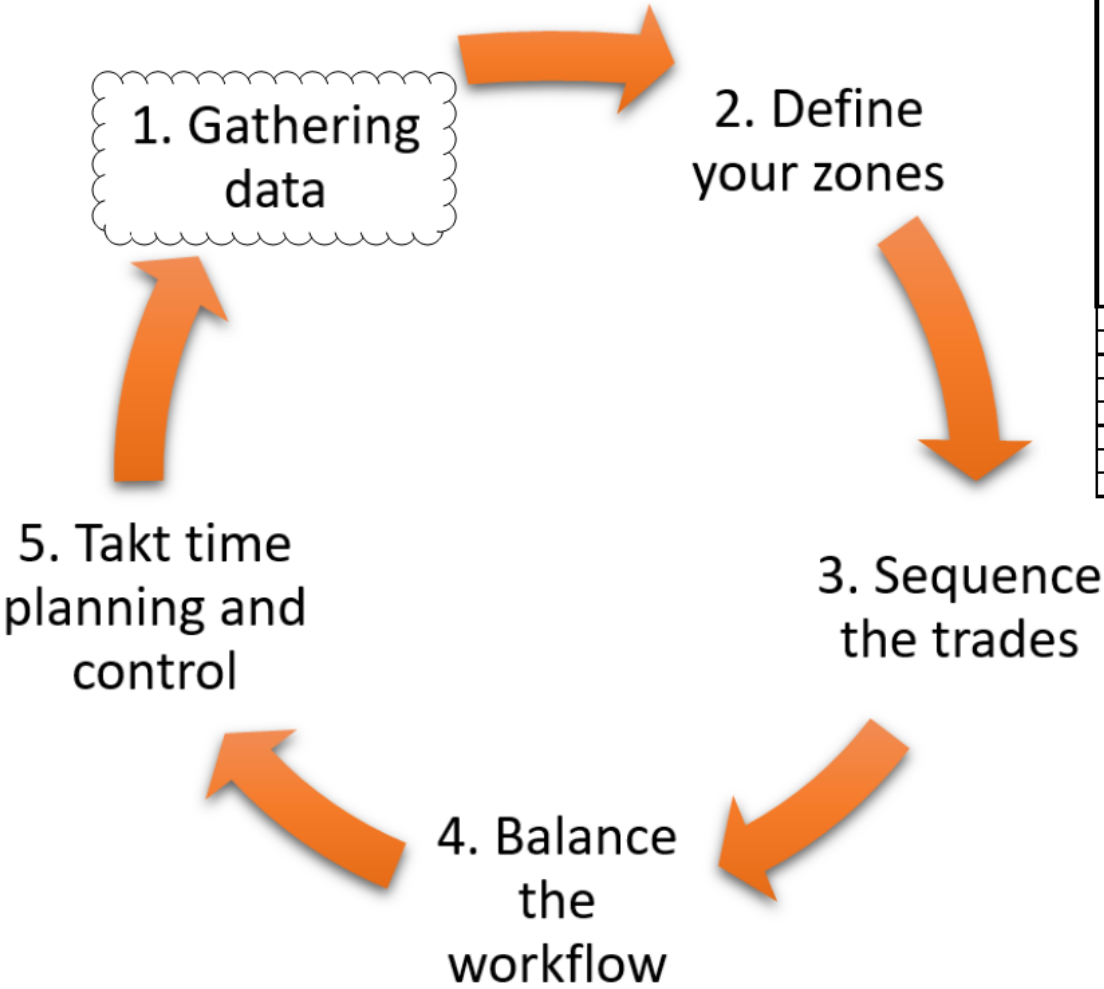 1. Gathering
data
2. Define
your zones
3. Sequence
the trades
4. Balance
the
workflow
5. Takt time
planning and
control